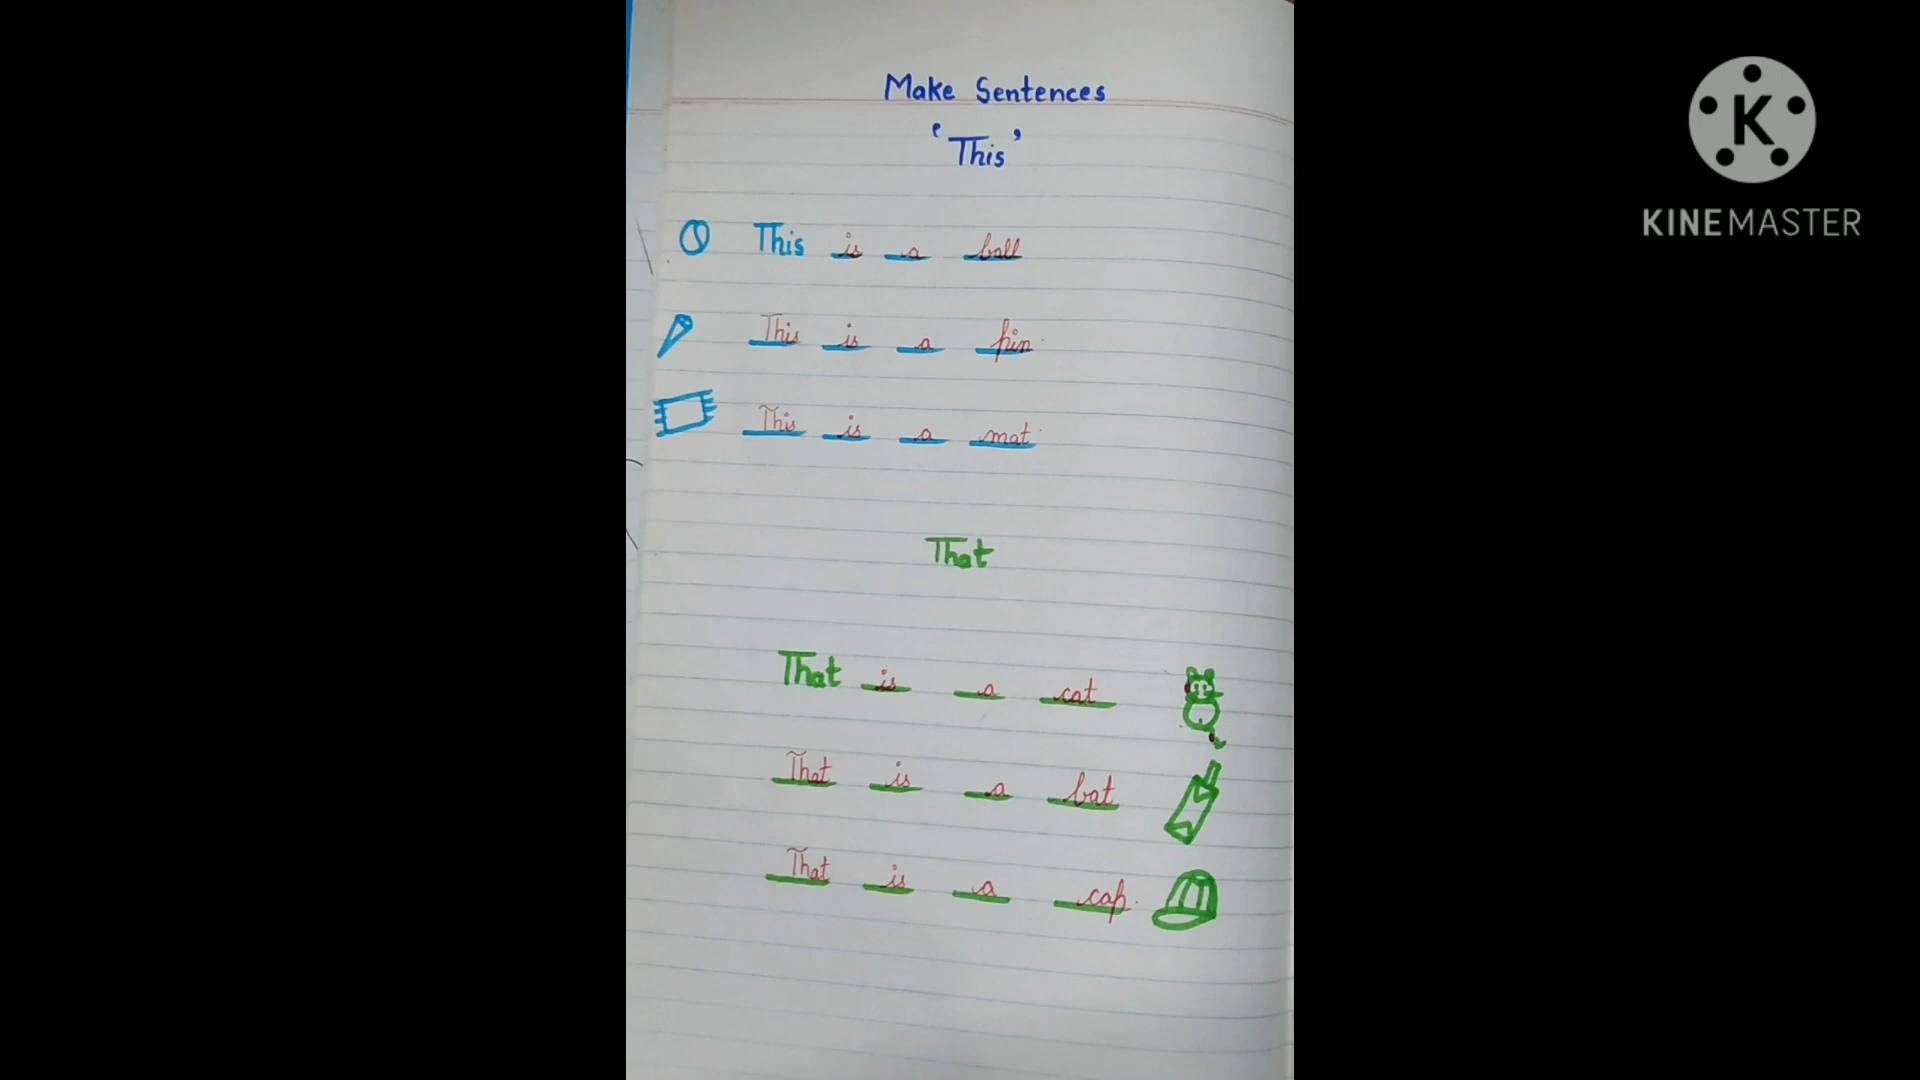 Make Sentences
'This'
This is a ball
This is a pin.
This is a mat.
That
That is a cat
That is a bat
That is a cap.
K
KINEMASTER